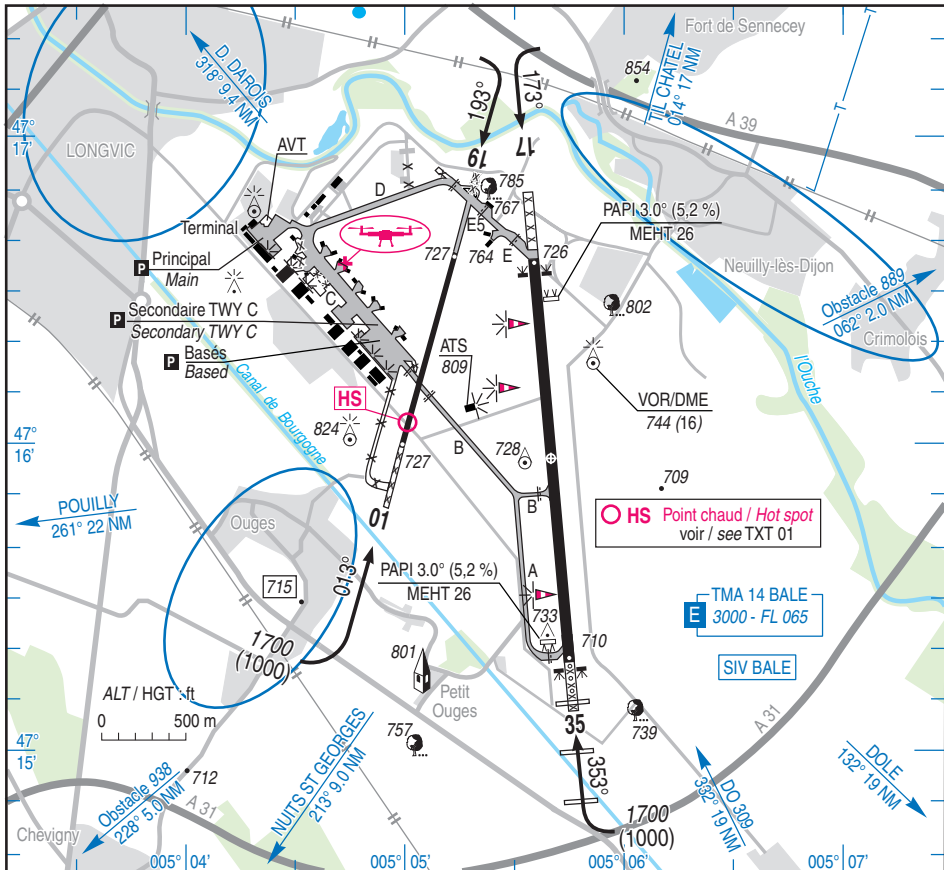 Fort de Sennecey
D. DAROIS
318° 9.4 NM
TIL CHATEL
014° 17 NM
854
193°
173°
A 39
T
T
47°
17'
LONGVIC
AVT
19
17
D
785
767
PAPI 3.0° (5,2 %)
MEHT 26
Terminal
E5
727
764
E
726
Neuilly-lès-Dijon
P
Principal
Main
C
802
Obstacle 889
062° 2.0 NM
P
Secondaire TWY C
Secondary TWY C
Crimolois
P
Basés
Based
ATS
809
l'Ouche
Canal de Bourgogne
HS
VOR/DME
744 (16)
824
47°
16'
727
B
728
709
POUILLY
261° 22 NM
01
B
HS Point chaud / Hot spot
voir / see TXT 01
Ouges
013°
PAPI 3.0° (5,2 %)
MEHT 26
A
715
733
TMA 14 BALE
E
3000 - FL 065
1700
(1000)
801
710
SIV BALE
ALT / HGT : ft
0
500 m
Petit
Ouges
757
35
739
A 31
47°
15'
Obstacle 938
228° 5.0 NM
712
A 31
NUITS ST GEORGES
213° 9.0 NM
353°
DO 309
332° 19 NM
DOLE
132° 19 NM
1700
(1000)
Chevigny
005° 04'
005° 05'
005° 06'
005° 07'